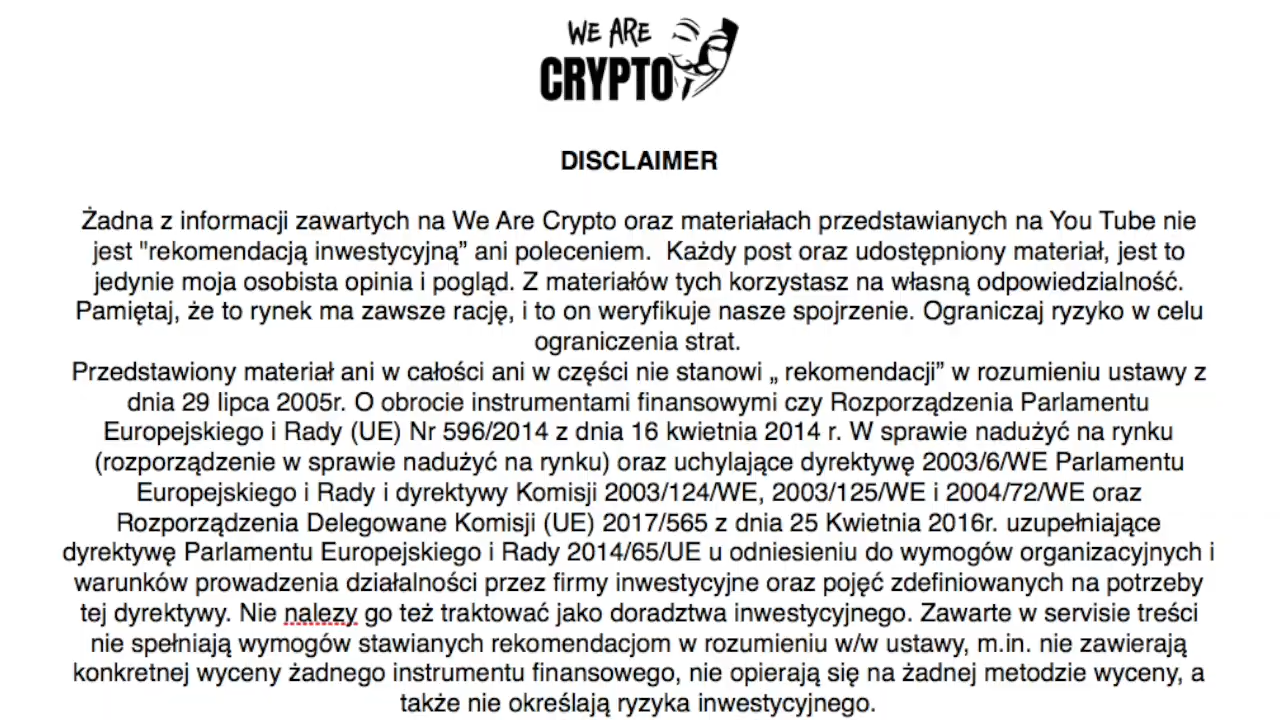 WE ARE
CRYPTO
DISCLAIMER
Żadna z informacji zawartych na We Are Crypto oraz materiałach przedstawianych na You Tube nie
jest "rekomendacją inwestycyjną” ani poleceniem.  Każdy post oraz udostępniony materiał, jest to
jedynie moja osobista opinia i pogląd. Z materiałów tych korzystasz na własną odpowiedzialność.
Pamiętaj, że to rynek ma zawsze rację, i to on weryfikuje nasze spojrzenie. Ograniczaj ryzyko w celu
ograniczenia strat.
Przedstawiony materiał ani w całości ani w części nie stanowi „ rekomendacji” w rozumieniu ustawy z
dnia 29 lipca 2005r. O obrocie instrumentami finansowymi czy Rozporządzenia Parlamentu
Europejskiego i Rady (UE) Nr 596/2014 z dnia 16 kwietnia 2014 r. W sprawie nadużyć na rynku
(rozporządzenie w sprawie nadużyć na rynku) oraz uchylające dyrektywę 2003/6/WE Parlamentu
Europejskiego i Rady i dyrektywy Komisji 2003/124/WE, 2003/125/WE i 2004/72/WE oraz
Rozporządzenia Delegowane Komisji (UE) 2017/565 z dnia 25 Kwietnia 2016r. uzupełniające
dyrektywę Parlamentu Europejskiego i Rady 2014/65/UE u odniesieniu do wymogów organizacyjnych i
warunków prowadzenia działalności przez firmy inwestycyjne oraz pojęć zdefiniowanych na potrzeby
tej dyrektywy. Nie nalezy go też traktować jako doradztwa inwestycyjnego. Zawarte w servisie treści
nie spełniają wymogów stawianych rekomendacjom w rozumieniu w/w ustawy, m.in. nie zawierają
konkretnej wyceny żadnego instrumentu finansowego, nie opierają się na żadnej metodzie wyceny, a
także nie określają ryzyka inwestycyjnego.